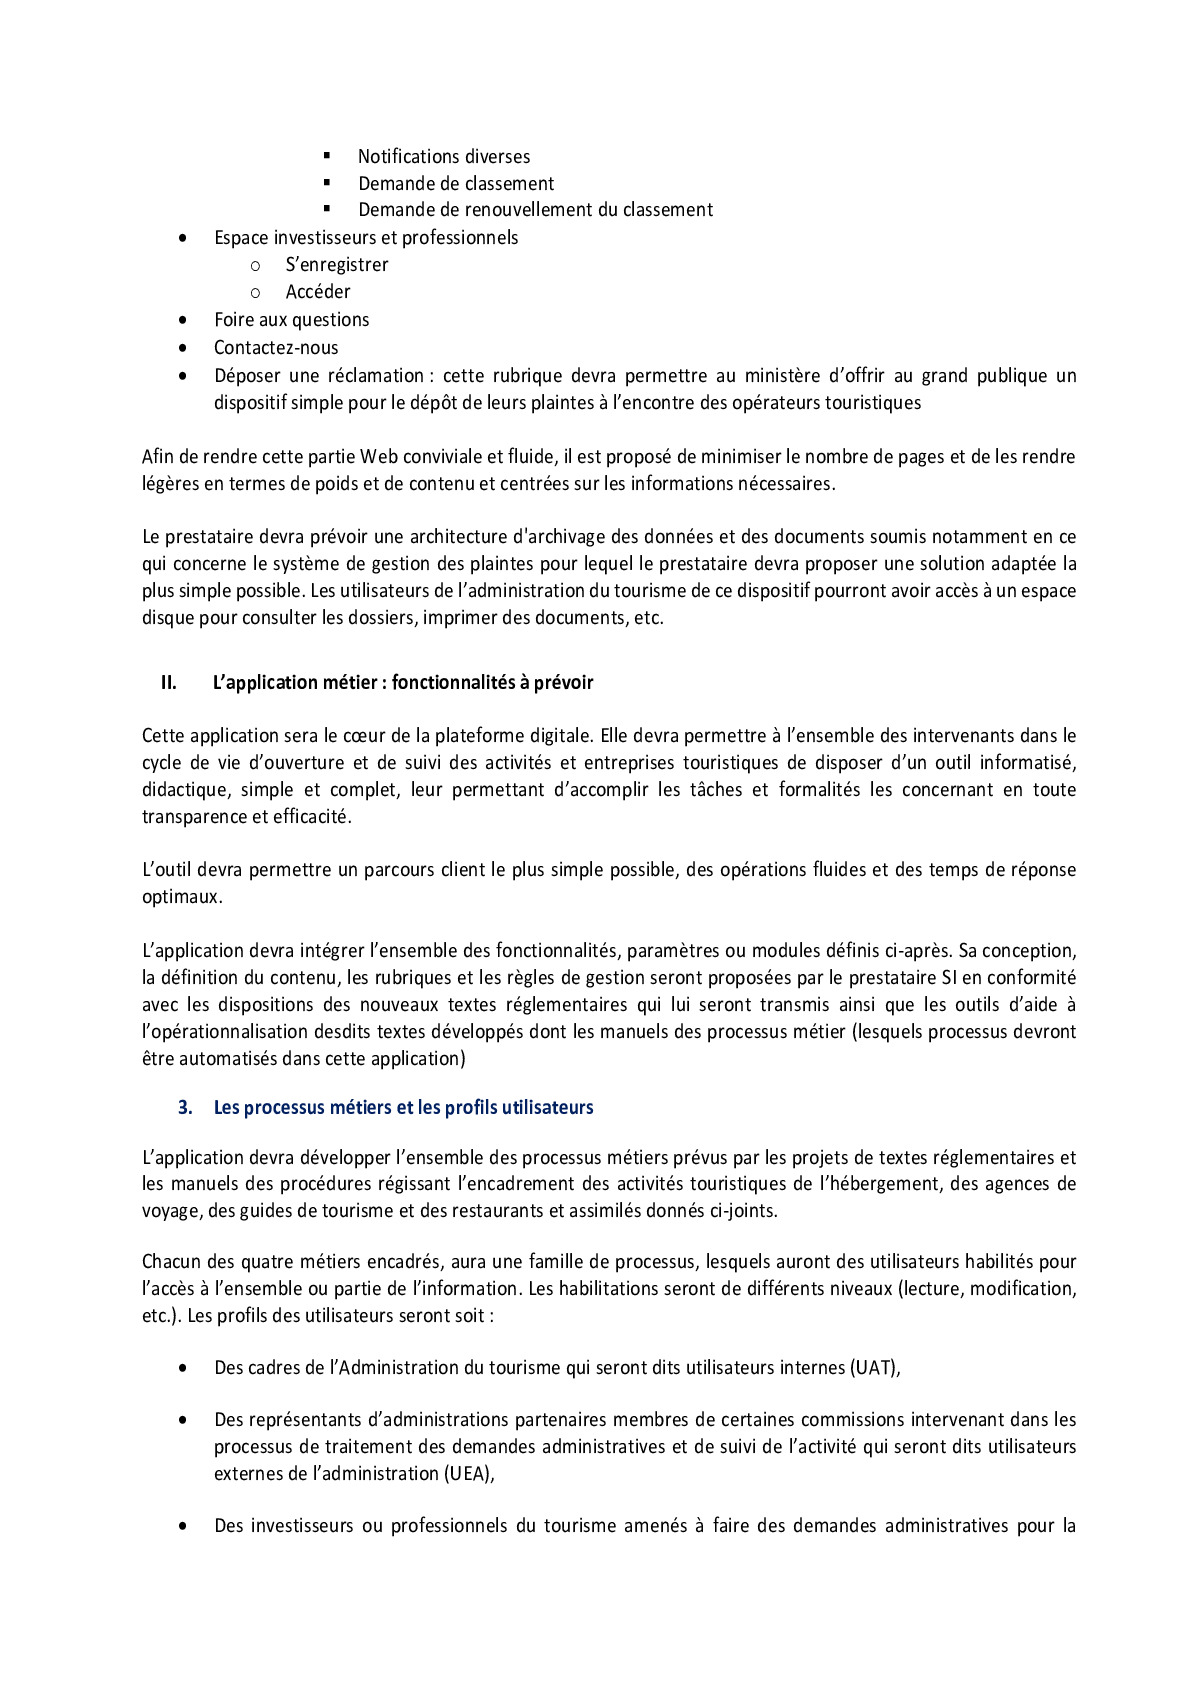 ▪ Notifications diverses
▪ Demande de classement
▪ Demande de renouvellement du classement
• Espace investisseurs et professionnels
o S’enregistrer
o Accéder
• Foire aux questions
• Contactez-nous
• Déposer une réclamation : cette rubrique devra permettre au ministère d’offrir au grand publique un
dispositif simple pour le dépôt de leurs plaintes à l’encontre des opérateurs touristiques
Afin de rendre cette partie Web conviviale et fluide, il est proposé de minimiser le nombre de pages et de les rendre
légères en termes de poids et de contenu et centrées sur les informations nécessaires.
Le prestataire devra prévoir une architecture d'archivage des données et des documents soumis notamment en ce
qui concerne le système de gestion des plaintes pour lequel le prestataire devra proposer une solution adaptée la
plus simple possible. Les utilisateurs de l’administration du tourisme de ce dispositif pourront avoir accès à un espace
disque pour consulter les dossiers, imprimer des documents, etc.
II. L’application métier : fonctionnalités à prévoir
Cette application sera le cœur de la plateforme digitale. Elle devra permettre à l’ensemble des intervenants dans le
cycle de vie d’ouverture et de suivi des activités et entreprises touristiques de disposer d’un outil informatisé,
didactique, simple et complet, leur permettant d’accomplir les tâches et formalités les concernant en toute
transparence et efficacité.
L’outil devra permettre un parcours client le plus simple possible, des opérations fluides et des temps de réponse
optimaux.
L’application devra intégrer l’ensemble des fonctionnalités, paramètres ou modules définis ci-après. Sa conception,
la définition du contenu, les rubriques et les règles de gestion seront proposées par le prestataire SI en conformité
avec les dispositions des nouveaux textes réglementaires qui lui seront transmis ainsi que les outils d’aide à
l’opérationnalisation desdits textes développés dont les manuels des processus métier (lesquels processus devront
être automatisés dans cette application)
3. Les processus métiers et les profils utilisateurs
L’application devra développer l’ensemble des processus métiers prévus par les projets de textes réglementaires et
les manuels des procédures régissant l’encadrement des activités touristiques de l’hébergement, des agences de
voyage, des guides de tourisme et des restaurants et assimilés donnés ci-joints.
Chacun des quatre métiers encadrés, aura une famille de processus, lesquels auront des utilisateurs habilités pour
l’accès à l’ensemble ou partie de l’information. Les habilitations seront de différents niveaux (lecture, modification,
etc.). Les profils des utilisateurs seront soit :
• Des cadres de l’Administration du tourisme qui seront dits utilisateurs internes (UAT),
• Des représentants d’administrations partenaires membres de certaines commissions intervenant dans les
processus de traitement des demandes administratives et de suivi de l’activité qui seront dits utilisateurs
externes de l’administration (UEA),
• Des investisseurs ou professionnels du tourisme amenés à faire des demandes administratives pour la